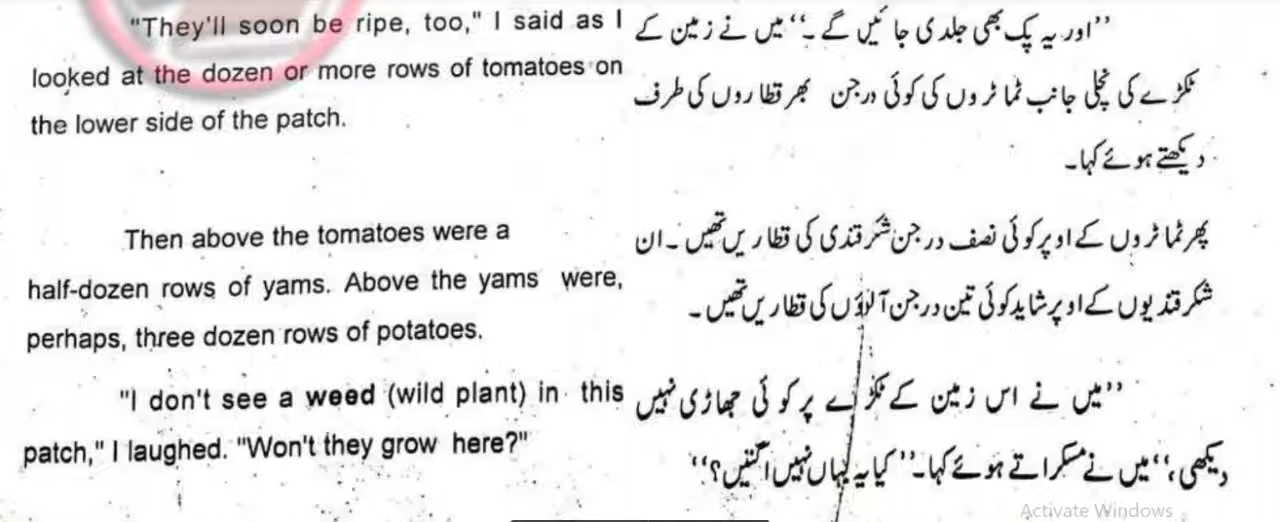 "They'll soon be ripe, too," I said as I
looked at the dozen or more rows of tomatoes on
the lower side of the patch.
Then above the tomatoes were a
half-dozen rows of yams. Above the yams were,
perhaps, three dozen rows of potatoes.
"I don't see a weed (wild plant) in this
patch," I laughed. "Won't they grow here?"
’’اور یہ پک بھی جلدی جائیں گے۔‘‘ میں نے زمین کے
ٹکڑے کی نچلی جانب ٹماٹروں کی کوئی درجن بھر قطاروں کی طرف
دیکھتے ہوئے کہا۔
پھر ٹماٹروں کے اوپر کوئی نصف درجن شکرقندی کی قطاریں تھیں۔ ان
شکرقندیوں کے اوپر شاید کوئی تین درجن آلوؤں کی قطاریں تھیں۔
’’میں نے اس زمین کے ٹکڑے پر کوئی جھاڑی نہیں
دیکھی،‘‘ میں نے مسکراتے ہوئے کہا۔ ’’کیا یہ یہاں نہیں اگتیں؟‘‘
Activate Windows